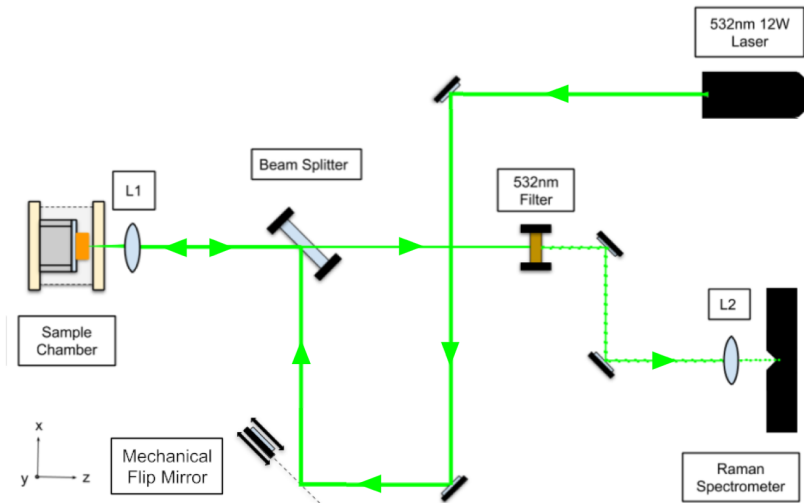 532nm 12W
Laser
Beam Splitter
L1
532nm
Filter
L2
Sample
Chamber
x
y
z
Mechanical
Flip Mirror
Raman
Spectrometer